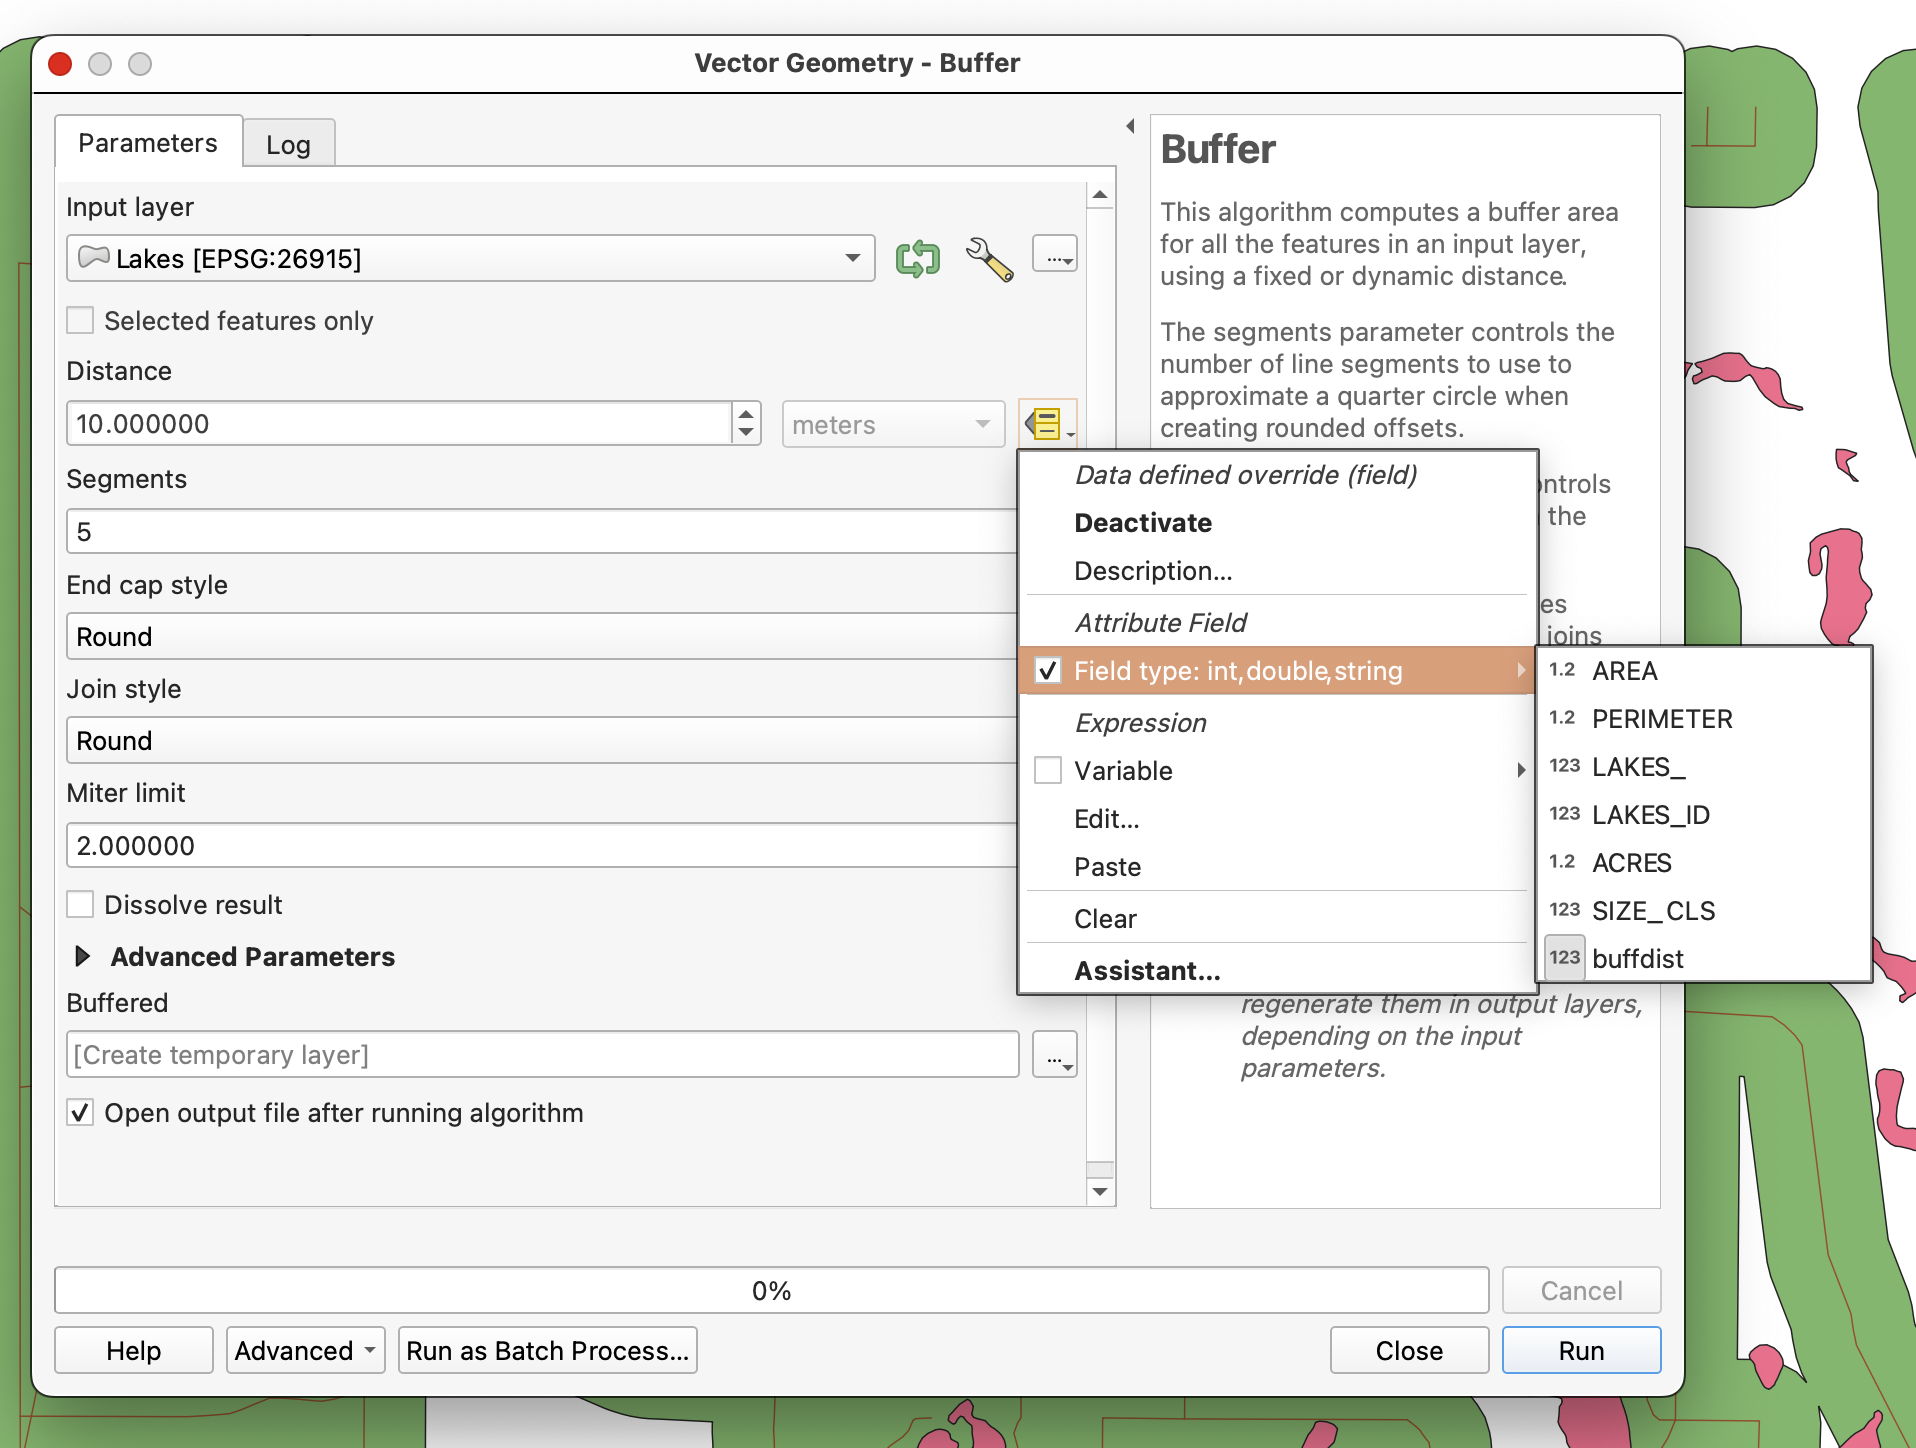 Vector Geometry - Buffer
Parameters
Log
Input layer
Lakes [EPSG:26915]
...
Selected features only
Distance
10.000000
meters
Segments
5
End cap style
Round
Join style
Round
Miter limit
2.000000
Dissolve result
Advanced Parameters
Buffered
[Create temporary layer]
...
Open output file after running algorithm
Buffer
This algorithm computes a buffer area
for all the features in an input layer,
using a fixed or dynamic distance.
The segments parameter controls the
number of line segments to use to
approximate a quarter circle when
creating rounded offsets.
the
joins
regenerate them in output layers,
depending on the input
parameters.
Data defined override (field)
Deactivate
Description...
Attribute Field
Field type: int,double,string
Expression
Variable
Edit...
Paste
Clear
Assistant...
1.2 AREA
1.2 PERIMETER
123 LAKES_
123 LAKES_ID
1.2 ACRES
123 SIZE_CLS
123 buffdist
0%
Cancel
Help
Advanced
Run as Batch Process...
Close
Run